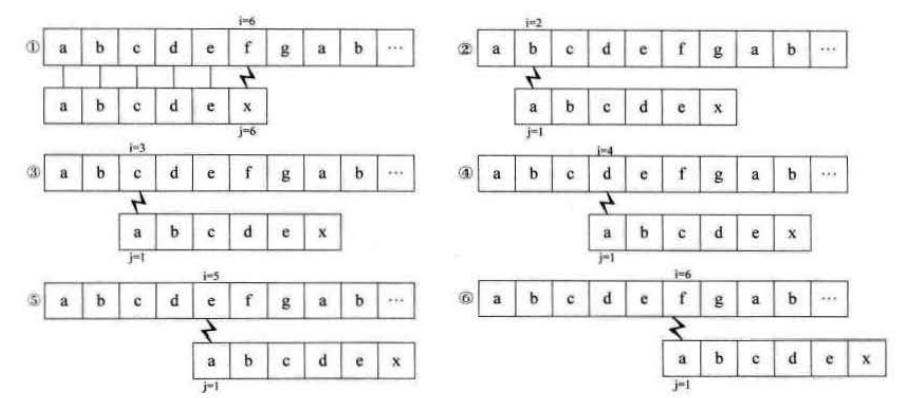 i=6
① a b c d e f g a b ...
a b c d e x
j=6
i=2
② a b c d e f g a b ...
a b c d e x
j=1
i=3
③ a b c d e f g a b ...
a b c d e x
j=1
i=4
④ a b c d e f g a b ...
a b c d e x
j=1
i=5
⑤ a b c d e f g a b ...
a b c d e x
j=1
i=6
⑥ a b c d e f g a b ...
a b c d e x
j=1